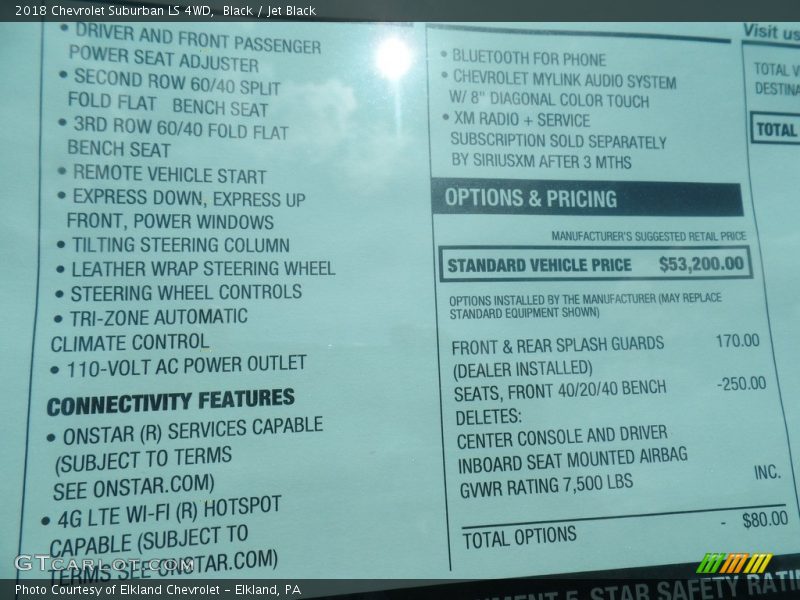 2018 Chevrolet Suburban LS 4WD,  Black / Jet Black
• DRIVER AND FRONT PASSENGER
POWER SEAT ADJUSTER
• SECOND ROW 60/40 SPLIT
FOLD FLAT BENCH SEAT
• 3RD ROW 60/40 FOLD FLAT
BENCH SEAT
• REMOTE VEHICLE START
• EXPRESS DOWN, EXPRESS UP
FRONT, POWER WINDOWS
• TILTING STEERING COLUMN
• LEATHER WRAP STEERING WHEEL
• STEERING WHEEL CONTROLS
• TRI-ZONE AUTOMATIC
CLIMATE CONTROL
• 110-VOLT AC POWER OUTLET
CONNECTIVITY FEATURES
• ONSTAR (R) SERVICES CAPABLE
(SUBJECT TO TERMS
SEE ONSTAR.COM)
• 4G LTE WI-FI (R) HOTSPOT
CAPABLE (SUBJECT TO
TERMS SEE ONSTAR.COM)
• BLUETOOTH FOR PHONE
• CHEVROLET MYLINK AUDIO SYSTEM
W/ 8" DIAGONAL COLOR TOUCH
• XM RADIO + SERVICE
SUBSCRIPTION SOLD SEPARATELY
BY SIRIUSXM AFTER 3 MTHS
OPTIONS & PRICING
MANUFACTURER'S SUGGESTED RETAIL PRICE
STANDARD VEHICLE PRICE $53,200.00
OPTIONS INSTALLED BY THE MANUFACTURER (MAY REPLACE
STANDARD EQUIPMENT SHOWN)
FRONT & REAR SPLASH GUARDS 170.00
(DEALER INSTALLED)
SEATS, FRONT 40/20/40 BENCH -250.00
DELETES:
CENTER CONSOLE AND DRIVER
INBOARD SEAT MOUNTED AIRBAG
GVWR RATING 7,500 LBS INC.
TOTAL OPTIONS - $80.00
Visit us
TOTAL V
DESTINA
TOTAL
5-STAR SAFETY RATIN
GTcarlot.com
Photo Courtesy of Elkland Chevrolet - Elkland, PA